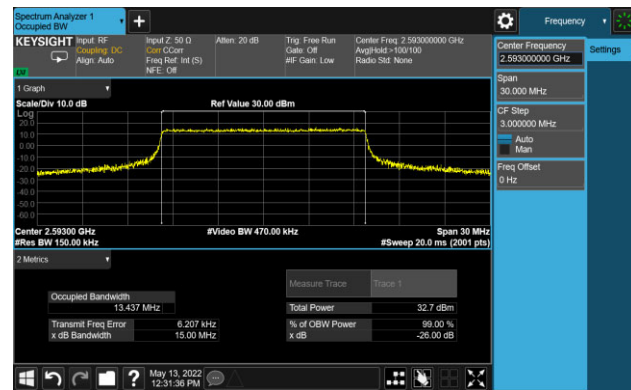 Spectrum Analyzer 1
Occupied BW
Frequency
KEYSIGHT
Input: RF
Coupling: DC
Align: Auto
Input Z: 50 Ω
Corr CCorr
Freq Ref: Int (S)
NFE: Off
Atten: 20 dB
Trig: Free Run
Gate: Off
#IF Gain: Low
Center Freq: 2.593000000 GHz
Avg|Hold:>100/100
Radio Std: None
Center Frequency
2.593000000 GHz
Settings
Span
30.000 MHz
CF Step
3.000000 MHz
Auto
Man
Freq Offset
0 Hz
1 Graph
Scale/Div 10.0 dB
Ref Value 30.00 dBm
Log
20.0
10.0
0.00
-10.0
-20.0
-30.0
-40.0
-50.0
-60.0
Center 2.59300 GHz
#Video BW 470.00 kHz
Span 30 MHz
#Res BW 150.00 kHz
#Sweep 20.0 ms (2001 pts)
2 Metrics
Measure Trace
Trace 1
Occupied Bandwidth
13.437 MHz
Total Power
32.7 dBm
Transmit Freq Error
6.207 kHz
% of OBW Power
99.00 %
x dB Bandwidth
15.00 MHz
x dB
-26.00 dB
?
May 13, 2022
12:31:36 PM